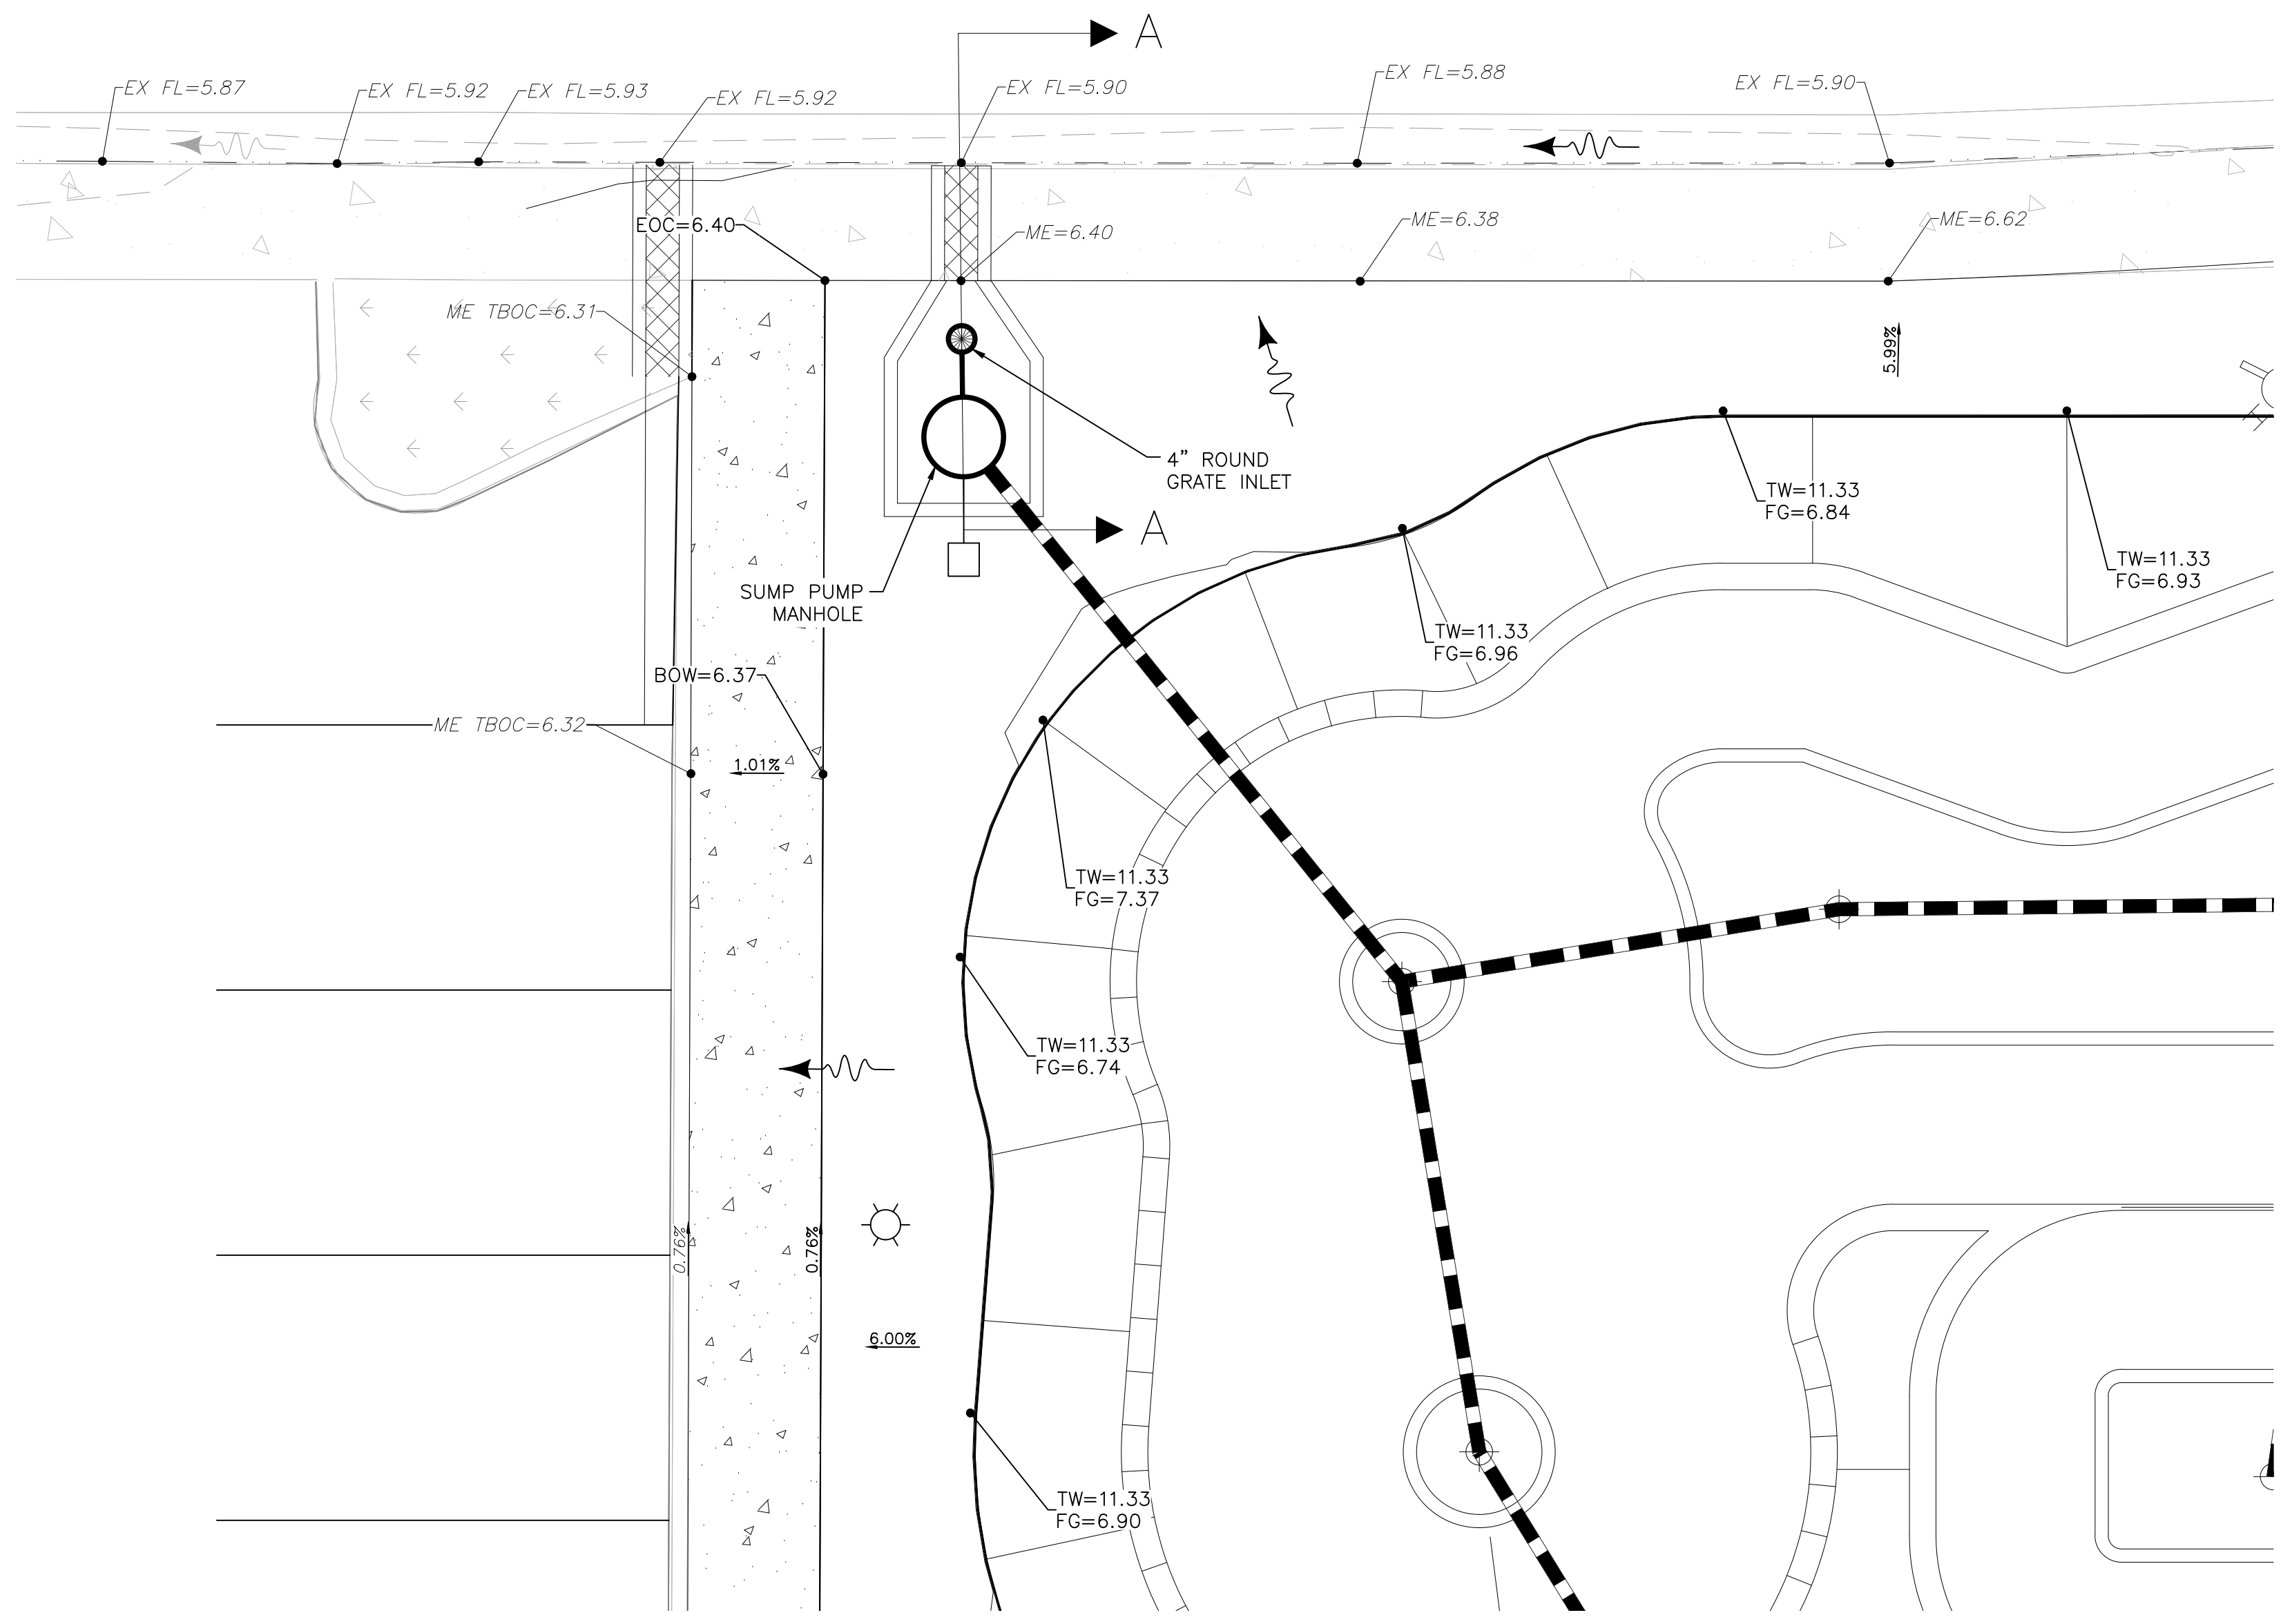 A
EX FL=5.87
EX FL=5.92
EX FL=5.93
EX FL=5.92
EX FL=5.90
EX FL=5.88
EX FL=5.90
EOC=6.40
ME=6.40
ME=6.38
ME=6.62
ME TBOC=6.31
5.99%
4” ROUND
GRATE INLET
A
TW=11.33
FG=6.84
TW=11.33
FG=6.93
SUMP PUMP
MANHOLE
TW=11.33
FG=6.96
BOW=6.37
ME TBOC=6.32
1.01%
TW=11.33
FG=7.37
TW=11.33
FG=6.74
0.76%
0.76%
6.00%
TW=11.33
FG=6.90